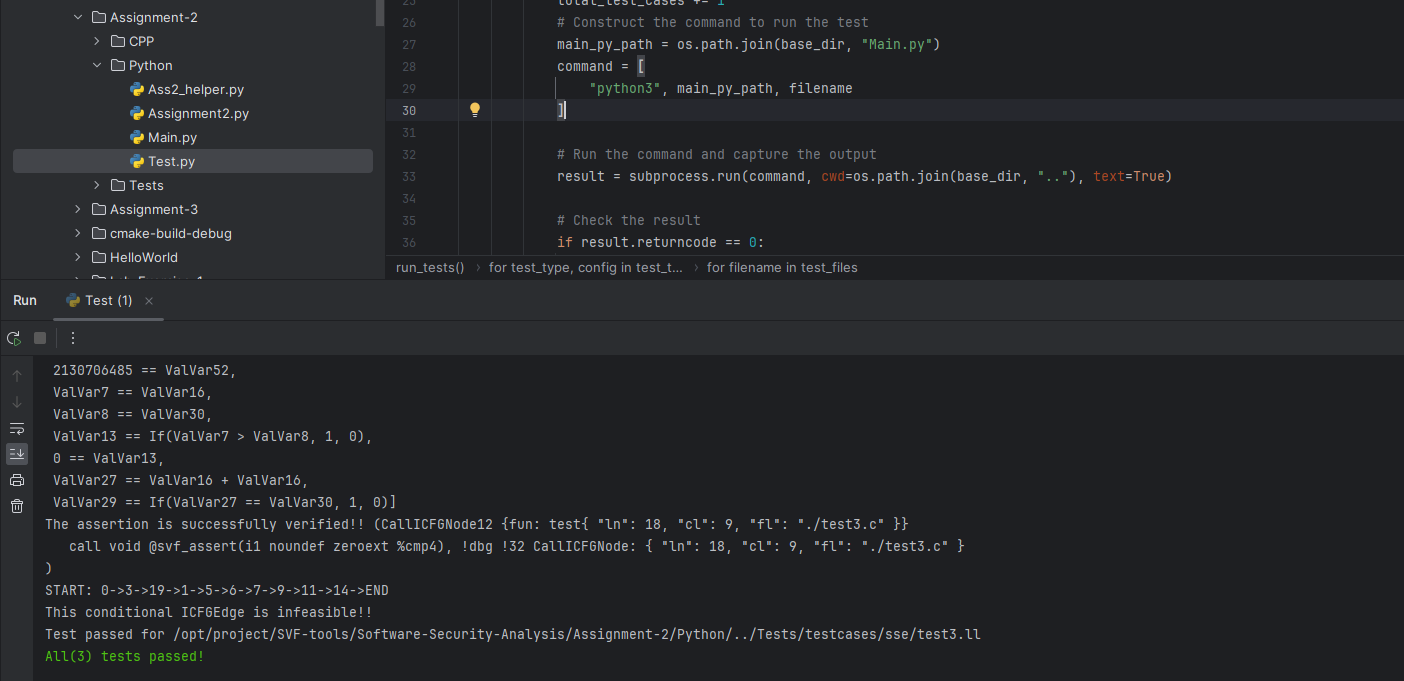 Assignment-2
CPP
Python
Ass2_helper.py
Assignment2.py
Main.py
Test.py
Tests
Assignment-3
cmake-build-debug
HelloWorld
25 total_test_cases += 1
26 # Construct the command to run the test
27 main_py_path = os.path.join(base_dir, "Main.py")
28 command = [
29 "python3", main_py_path, filename
30 ]
31
32 # Run the command and capture the output
33 result = subprocess.run(command, cwd=os.path.join(base_dir, ".."), text=True)
34
35 # Check the result
36 if result.returncode == 0:
run_tests() › for test_type, config in test_t... › for filename in test_files
Run Test (1)
2130706485 == ValVar52,
ValVar7 == ValVar16,
ValVar8 == ValVar30,
ValVar13 == If(ValVar7 > ValVar8, 1, 0),
0 == ValVar13,
ValVar27 == ValVar16 + ValVar16,
ValVar29 == If(ValVar27 == ValVar30, 1, 0)]
The assertion is successfully verified!! (CallICFGNode12 {fun: test{ "ln": 18, "cl": 9, "fl": "./test3.c" }}
call void @svf_assert(i1 noundef zeroext %cmp4), !dbg !32 CallICFGNode: { "ln": 18, "cl": 9, "fl": "./test3.c" }
)
START: 0->3->19->1->5->6->7->9->11->14->END
This conditional ICFGEdge is infeasible!!
Test passed for /opt/project/SVF-tools/Software-Security-Analysis/Assignment-2/Python/../Tests/testcases/sse/test3.ll
All(3) tests passed!